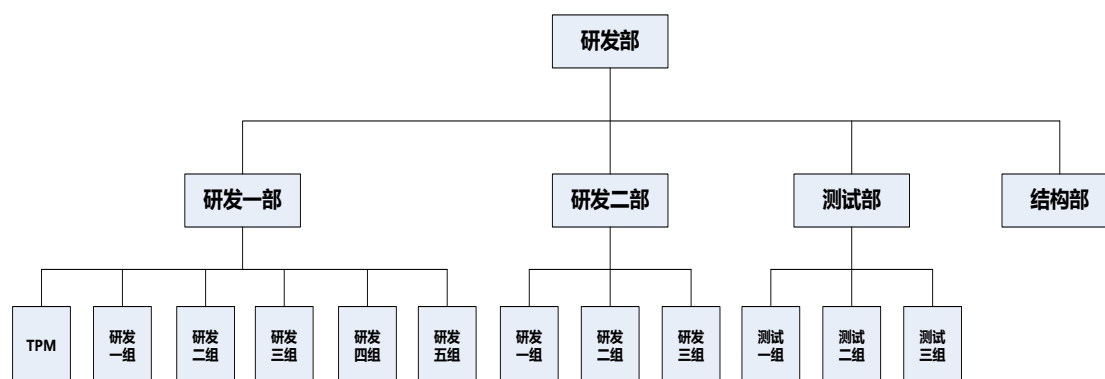 研发部
研发一部
研发二部
测试部
结构部
TPM
研发
一组
研发
二组
研发
三组
研发
四组
研发
五组
研发
一组
研发
二组
研发
三组
测试
一组
测试
二组
测试
三组